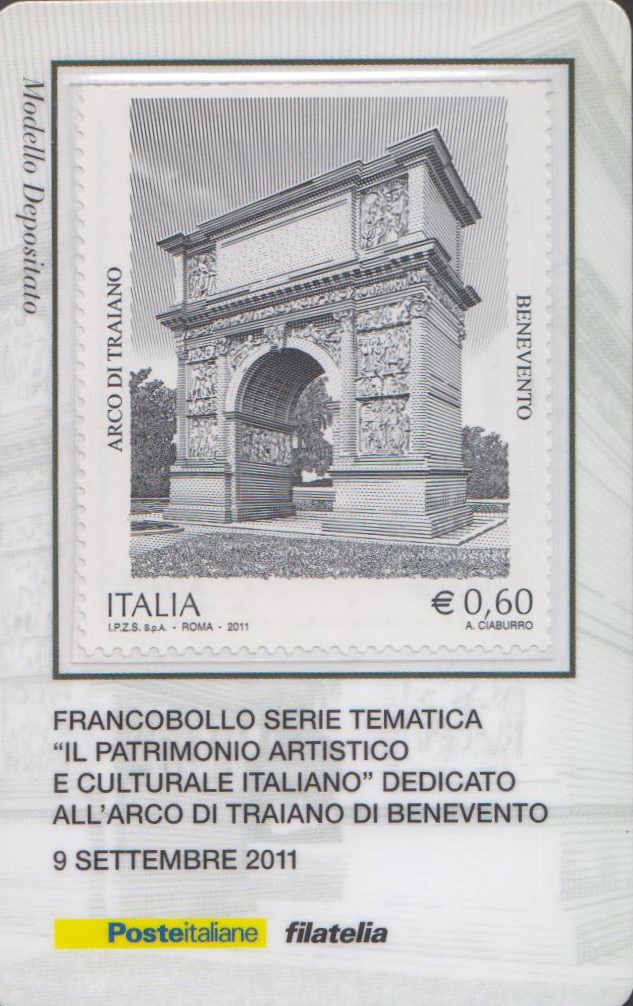 Modello Depositato
ARCO DI TRAIANO
BENEVENTO
ITALIA
€ 0,60
I.P.Z.S. S.p.A. - ROMA - 2011
A. CIABURRO
FRANCOBOLLO SERIE TEMATICA
“IL PATRIMONIO ARTISTICO
E CULTURALE ITALIANO” DEDICATO
ALL’ARCO DI TRAIANO DI BENEVENTO
9 SETTEMBRE 2011
Posteitaliane filatelia